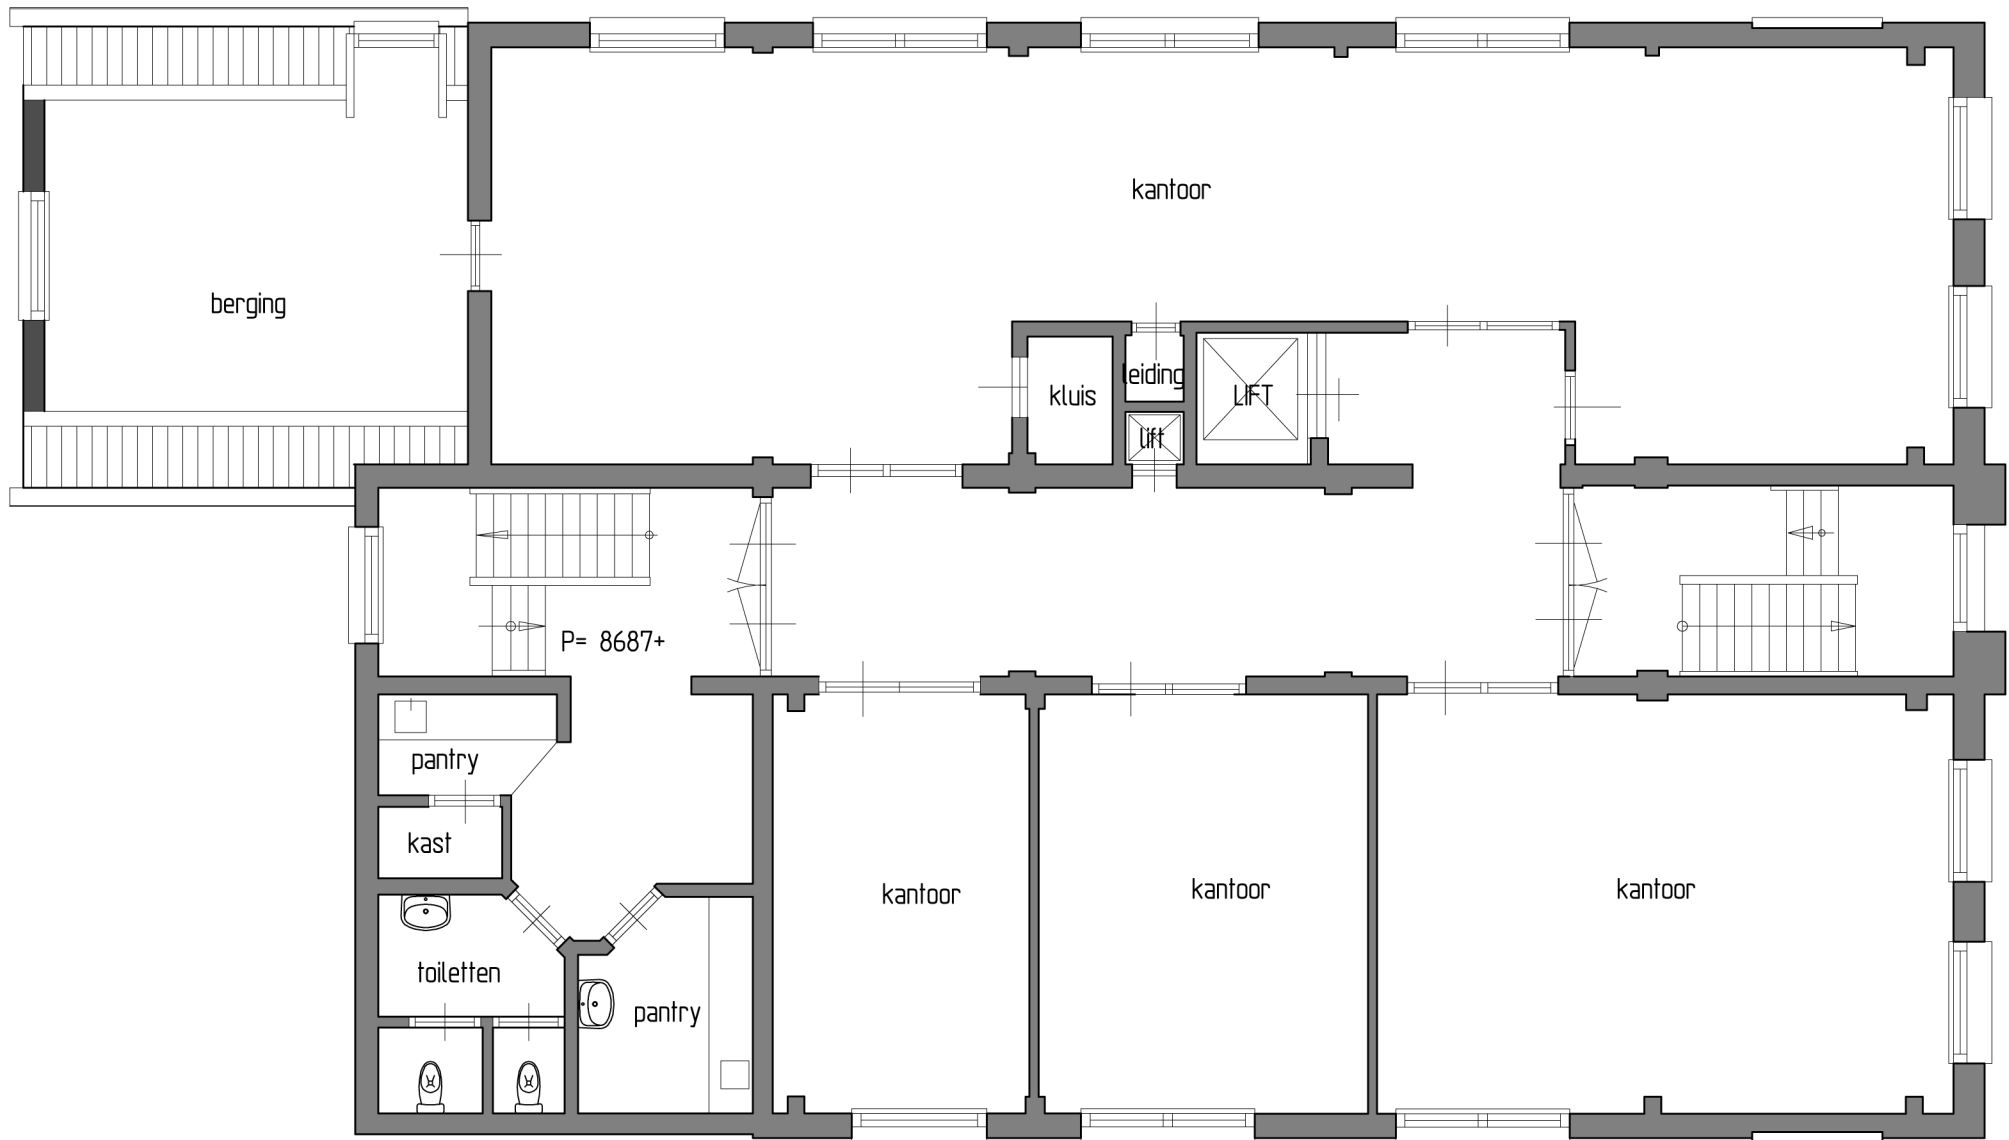 kantoor
berging
leiding
kluis
LIFT
lift
P= 8687+
pantry
kast
kantoor
kantoor
kantoor
toiletten
pantry